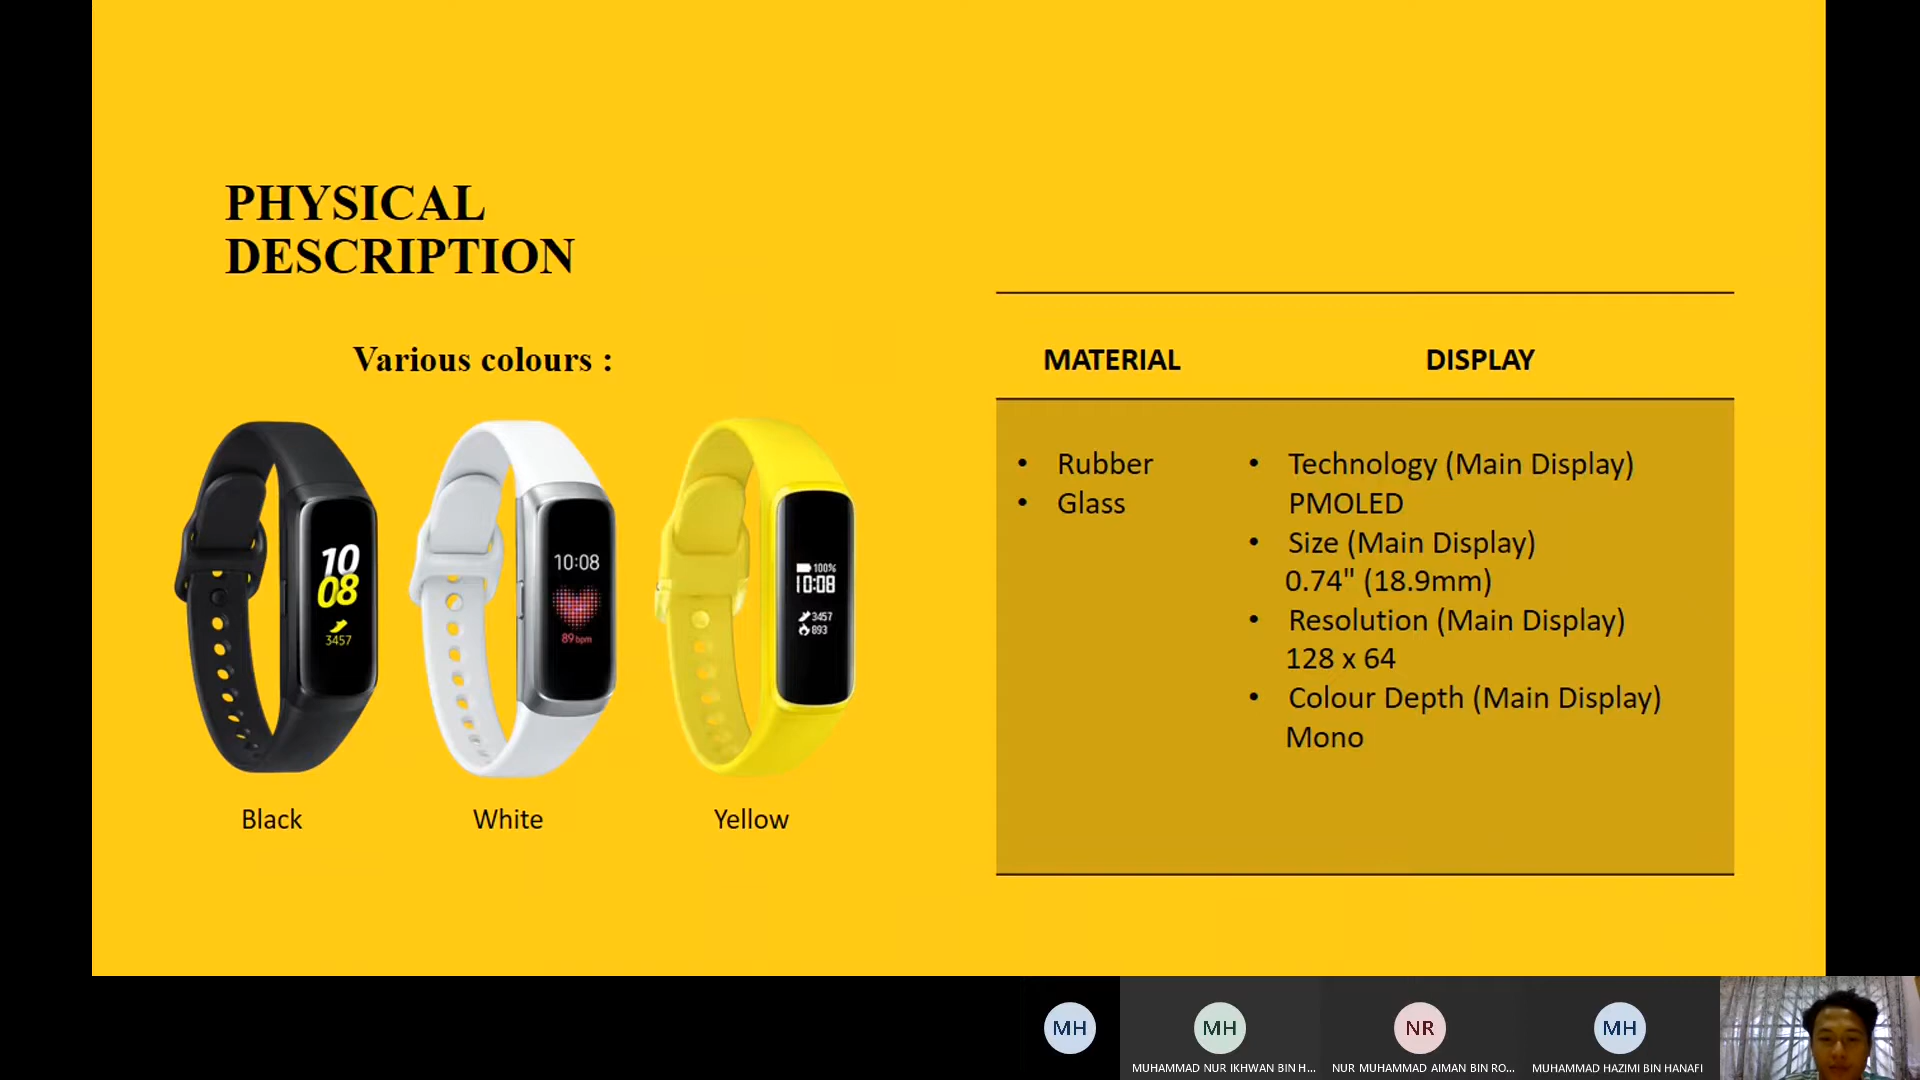 PHYSICAL
DESCRIPTION
Various colours :
10
08
3457
10:08
89 bpm
100%
10:08
3457
893
Black
White
Yellow
MATERIAL
DISPLAY
• Rubber
• Glass
• Technology (Main Display)
PMOLED
• Size (Main Display)
0.74" (18.9mm)
• Resolution (Main Display)
128 x 64
• Colour Depth (Main Display)
Mono
MH
MH
NR
MH
MUHAMMAD NUR IKHWAN BIN H...
NUR MUHAMMAD AIMAN BIN RO...
MUHAMMAD HAZIMI BIN HANAFI